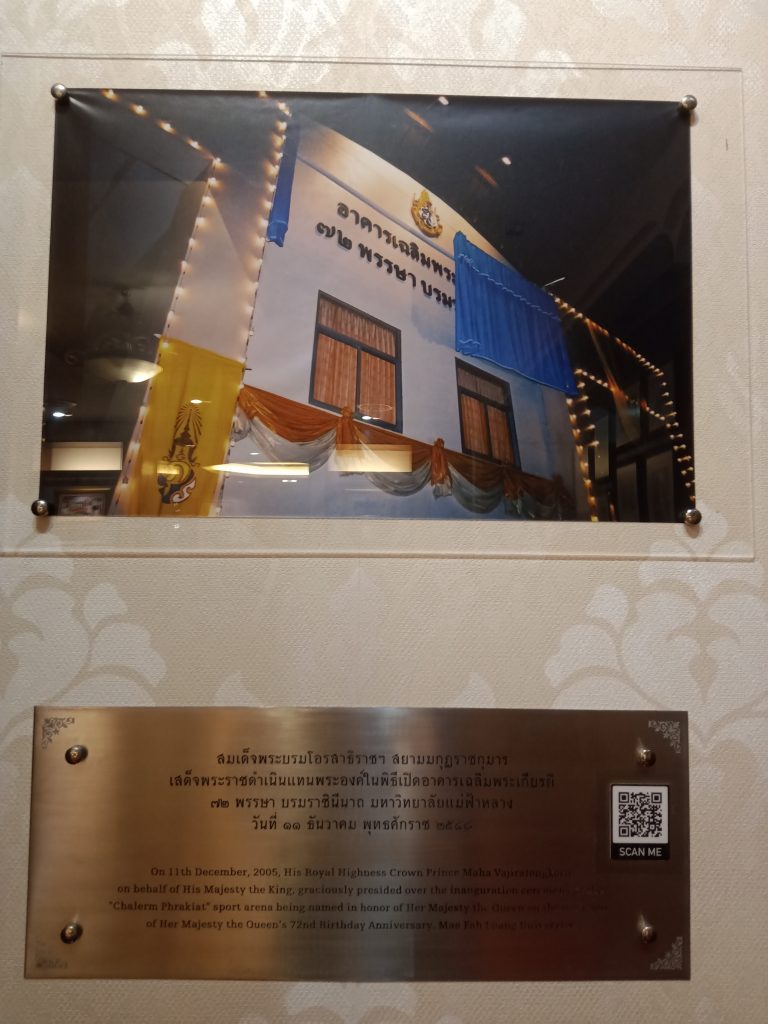 อาคารเฉลิมพระ
๗๒ พรรษา บรม
สมเด็จพระบรมโอรสาธิราชฯ สยามมกุฎราชกุมาร
เสด็จพระราชดำเนินแทนพระองค์ในพิธีเปิดอาคารเฉลิมพระเกียรติ
๗๒ พรรษา บรมราชินีนาถ มหาวิทยาลัยแม่ฟ้าหลวง
วันที่ ๑๑ ธันวาคม พุทธศักราช ๒๕๔๘
SCAN ME
On 11th December, 2005, His Royal Highness Crown Prince Maha Vajiralongkorn
on behalf of His Majesty the King, graciously presided over the inauguration ceremony
"Chalerm Phrakiat" sport arena being named in honor of Her Majesty the Queen on the
of Her Majesty the Queen's 72nd Birthday Anniversary. Mae Fah Luang University